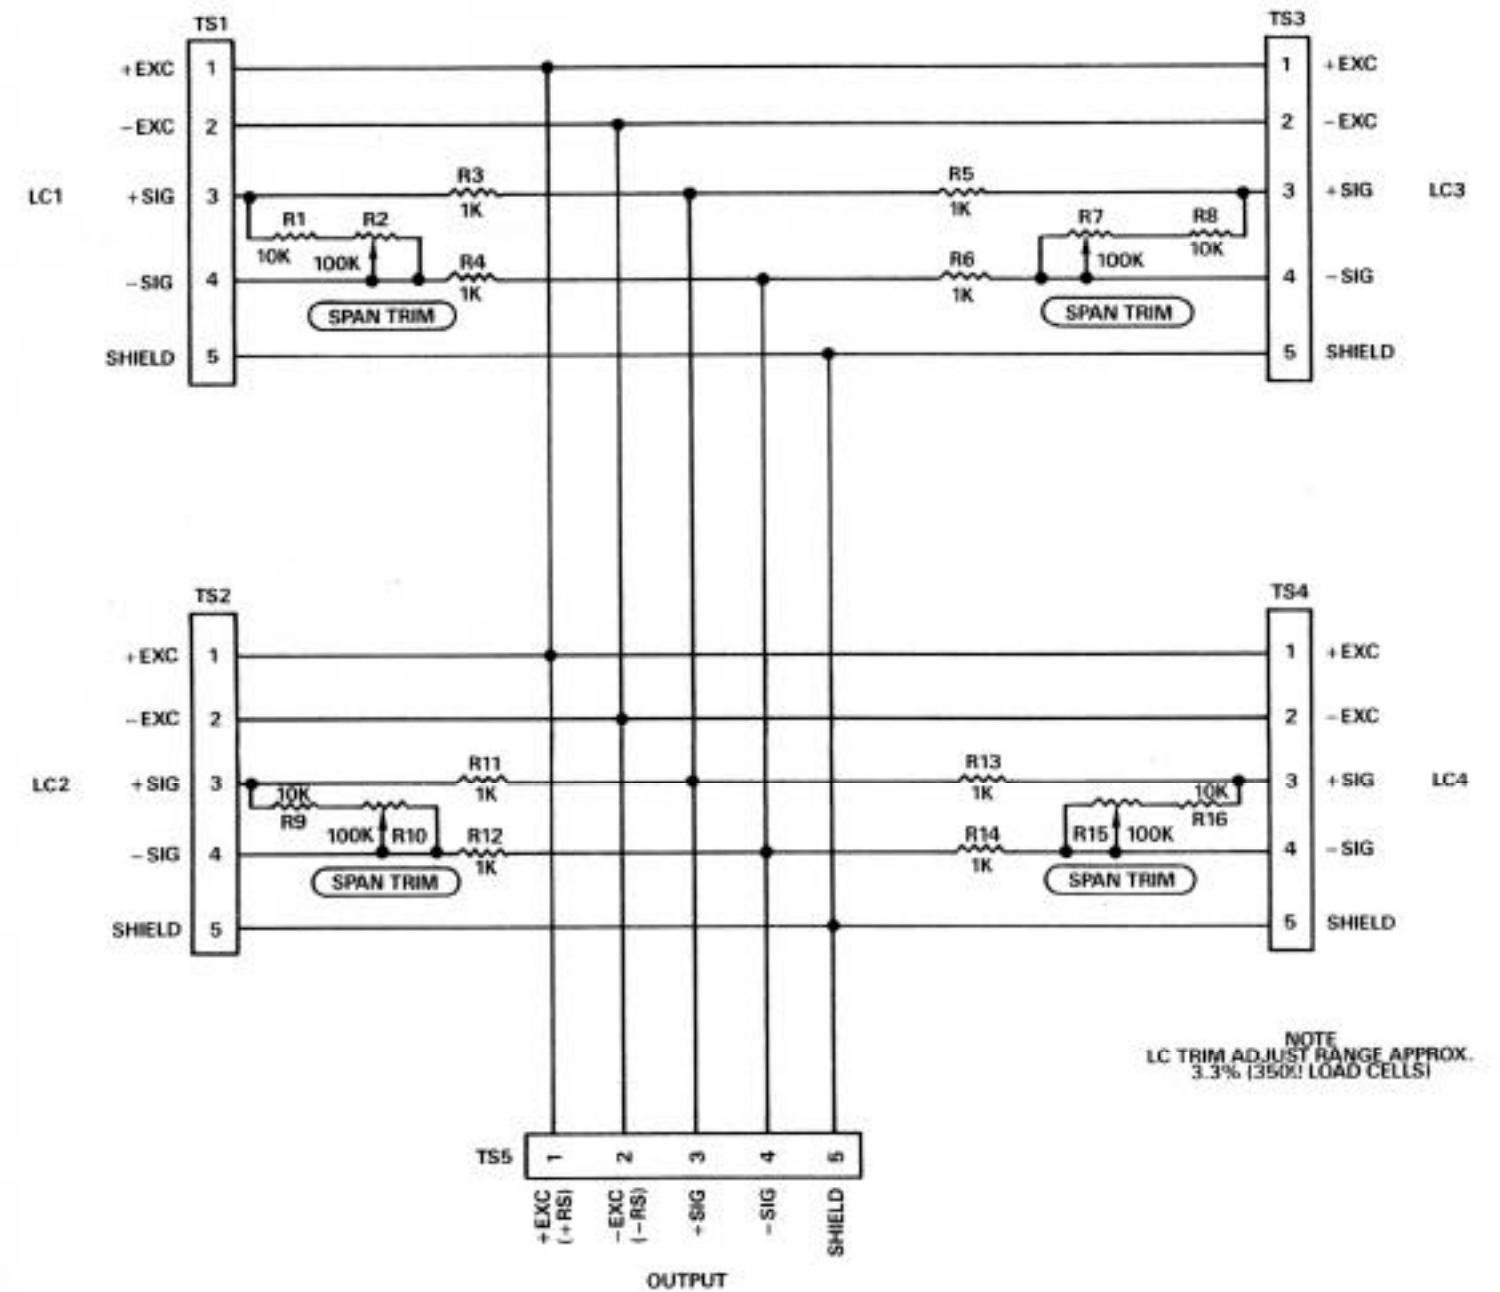 TS1 TS3
+EXC 1 1 +EXC
-EXC 2 2 -EXC
R3 R5
LC1 +SIG 3 3 +SIG LC3
1K 1K
R1 R2 R7 R8
10K 100K 100K 10K
R4 R6
-SIG 4 4 -SIG
1K 1K
SPAN TRIM SPAN TRIM
SHIELD 5 5 SHIELD
TS2 TS4
+EXC 1 1 +EXC
-EXC 2 2 -EXC
R11 R13
LC2 +SIG 3 3 +SIG LC4
10K 1K 1K 10K
R9 R16
100K R10 R12 R14 R15 100K
-SIG 4 4 -SIG
1K 1K
SPAN TRIM SPAN TRIM
SHIELD 5 5 SHIELD
NOTE
LC TRIM ADJUST RANGE APPROX.
3.3% (350Ω LOAD CELLS)
TS5 1 2 3 4 5
+EXC
(+RS)
-EXC
(-RS)
+SIG
-SIG
SHIELD
OUTPUT